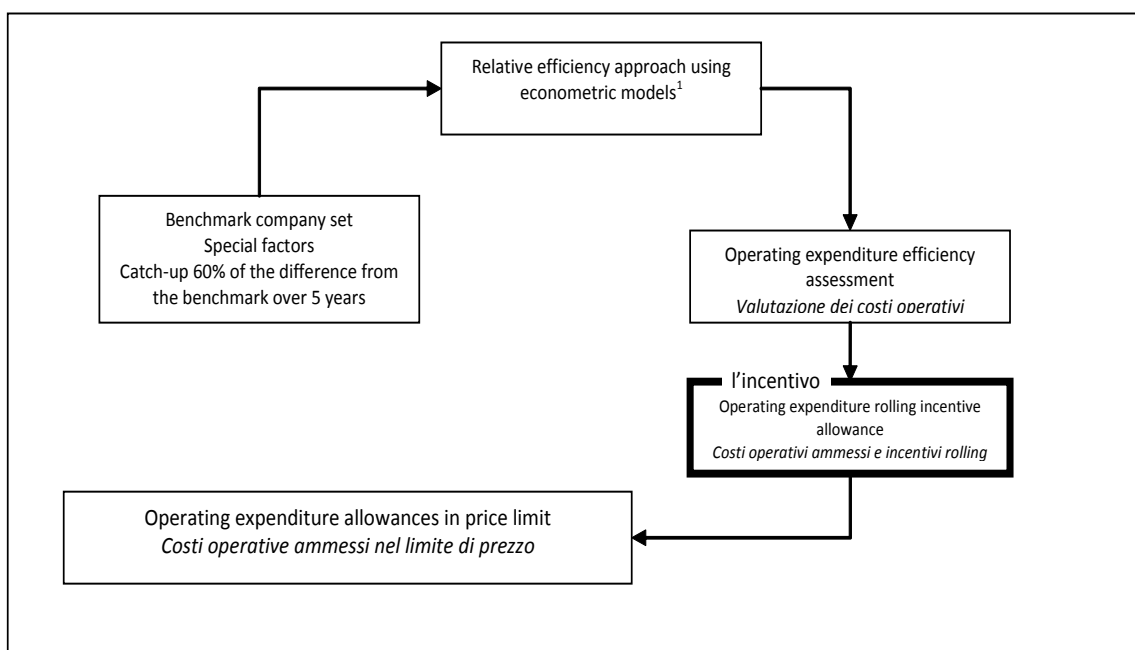 Relative efficiency approach using
econometric models¹
Benchmark company set
Special factors
Catch-up 60% of the difference from
the benchmark over 5 years
Operating expenditure efficiency
assessment
Valutazione dei costi operativi
l'incentivo
Operating expenditure rolling incentive
allowance
Costi operativi ammessi e incentivi rolling
Operating expenditure allowances in price limit
Costi operative ammessi nel limite di prezzo